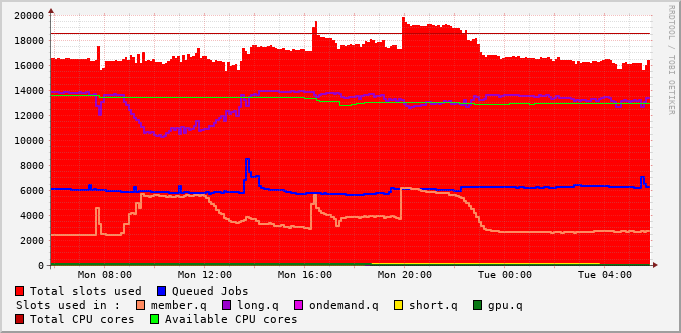 20000
18000
16000
14000
12000
10000
8000
6000
4000
2000
0
Mon 08:00 Mon 12:00 Mon 16:00 Mon 20:00 Tue 00:00 Tue 04:00
Total slots used Queued Jobs
Slots used in : member.q long.q ondemand.q short.q gpu.q
Total CPU cores Available CPU cores
RRDTOOL / TOBI OETIKER